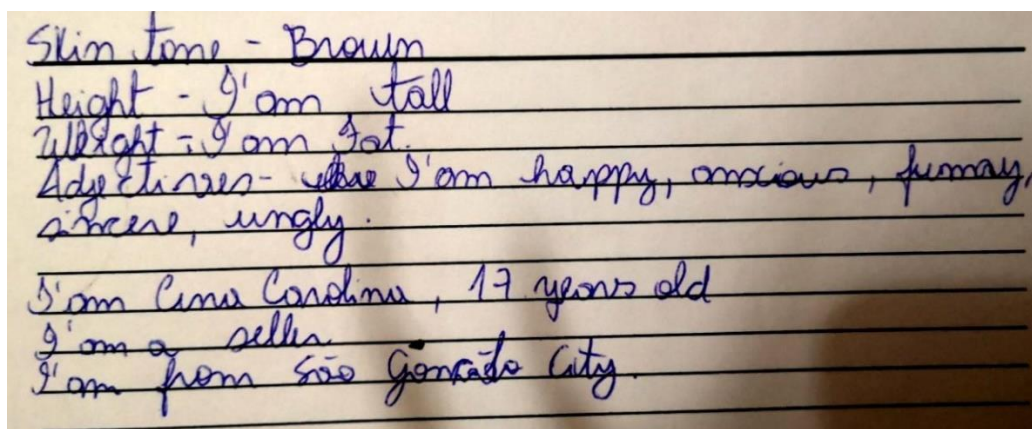 Skin tone - Brown
Height - I'am tall
Weight - I am Fat.
Adjectives - I'am happy, anxious, funny,
sincere, ungly.
I'am Ana Carolina, 17 years old
I'am a seller
I'am from São Gonçalo City.